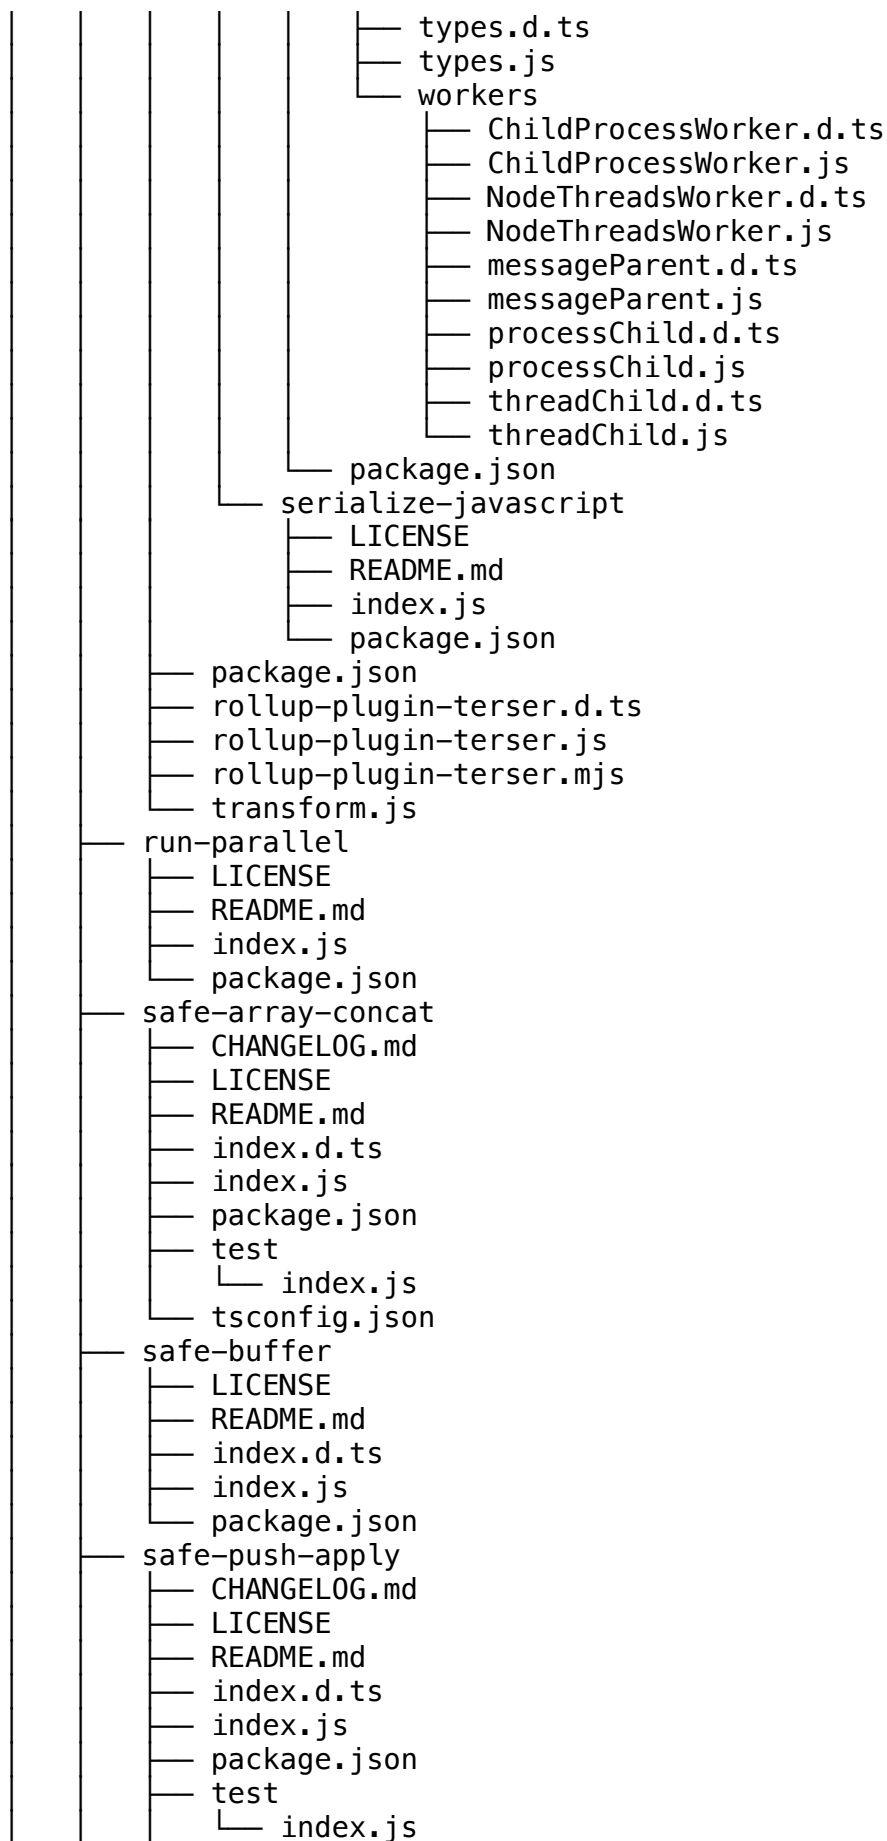 │   │   │   │   │   ├── types.d.ts
│   │   │   │   │   ├── types.js
│   │   │   │   │   └── workers
│   │   │   │   │       ├── ChildProcessWorker.d.ts
│   │   │   │   │       ├── ChildProcessWorker.js
│   │   │   │   │       ├── NodeThreadsWorker.d.ts
│   │   │   │   │       ├── NodeThreadsWorker.js
│   │   │   │   │       ├── messageParent.d.ts
│   │   │   │   │       ├── messageParent.js
│   │   │   │   │       ├── processChild.d.ts
│   │   │   │   │       ├── processChild.js
│   │   │   │   │       ├── threadChild.d.ts
│   │   │   │   │       └── threadChild.js
│   │   │   │   └── package.json
│   │   │   └── serialize-javascript
│   │   │       ├── LICENSE
│   │   │       ├── README.md
│   │   │       ├── index.js
│   │   │       └── package.json
│   │   ├── package.json
│   │   ├── rollup-plugin-terser.d.ts
│   │   ├── rollup-plugin-terser.js
│   │   ├── rollup-plugin-terser.mjs
│   │   └── transform.js
│   ├── run-parallel
│   │   ├── LICENSE
│   │   ├── README.md
│   │   ├── index.js
│   │   └── package.json
│   ├── safe-array-concat
│   │   ├── CHANGELOG.md
│   │   ├── LICENSE
│   │   ├── README.md
│   │   ├── index.d.ts
│   │   ├── index.js
│   │   ├── package.json
│   │   ├── test
│   │   │   └── index.js
│   │   └── tsconfig.json
│   ├── safe-buffer
│   │   ├── LICENSE
│   │   ├── README.md
│   │   ├── index.d.ts
│   │   ├── index.js
│   │   └── package.json
│   ├── safe-push-apply
│   │   ├── CHANGELOG.md
│   │   ├── LICENSE
│   │   ├── README.md
│   │   ├── index.d.ts
│   │   ├── index.js
│   │   ├── package.json
│   │   ├── test
│   │   │   └── index.js